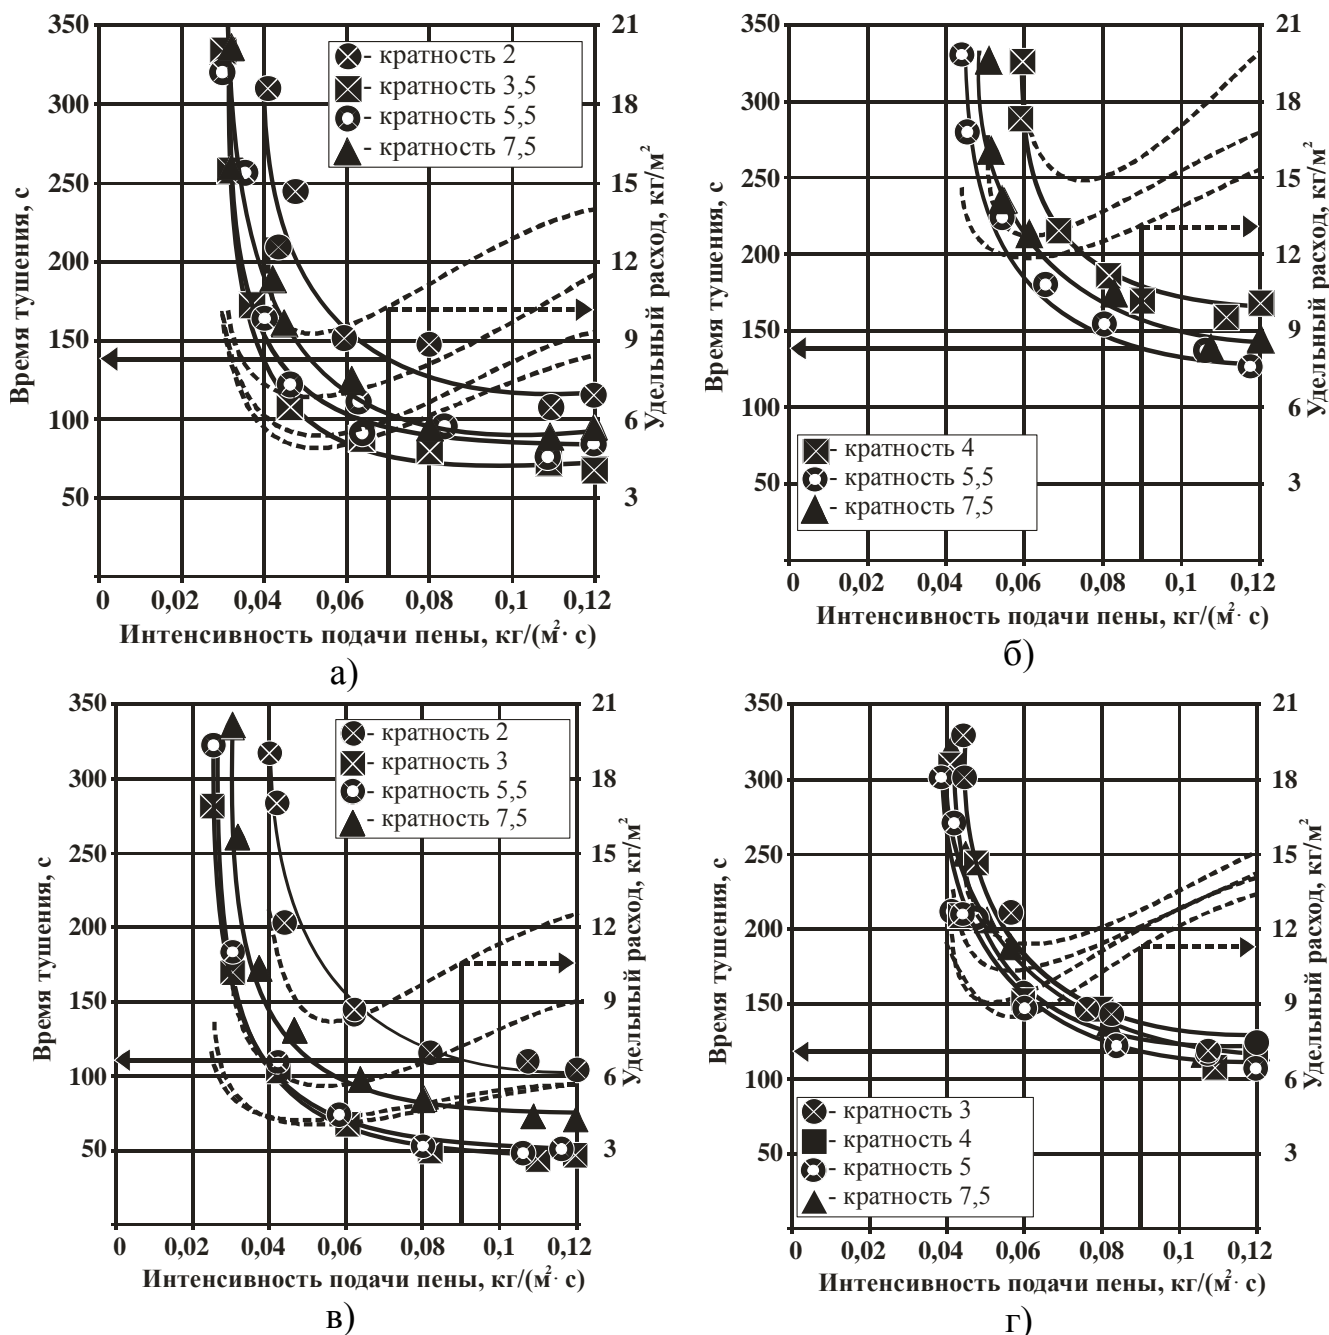 350
300
250
200
150
100
50
Время тушения, с
21
18
15
12
9
6
3
Удельный расход, кг/м²
- кратность 2
- кратность 3,5
- кратность 5,5
- кратность 7,5
0 0,02 0,04 0,06 0,08 0,1 0,12
Интенсивность подачи пены, кг/(м²· с)
а)
350
300
250
200
150
100
50
Время тушения, с
21
18
15
12
9
6
3
Удельный расход, кг/м²
- кратность 4
- кратность 5,5
- кратность 7,5
0 0,02 0,04 0,06 0,08 0,1 0,12
Интенсивность подачи пены, кг/(м²· с)
б)
350
300
250
200
150
100
50
Время тушения, с
21
18
15
12
9
6
3
Удельный расход, кг/м²
- кратность 2
- кратность 3
- кратность 5,5
- кратность 7,5
0 0,02 0,04 0,06 0,08 0,1 0,12
Интенсивность подачи пены, кг/(м²· с)
в)
350
300
250
200
150
100
50
Время тушения, с
21
18
15
12
9
6
3
Удельный расход, кг/м²
- кратность 3
- кратность 4
- кратность 5
- кратность 7,5
0 0,02 0,04 0,06 0,08 0,1 0,12
Интенсивность подачи пены, кг/(м²· с)
г)